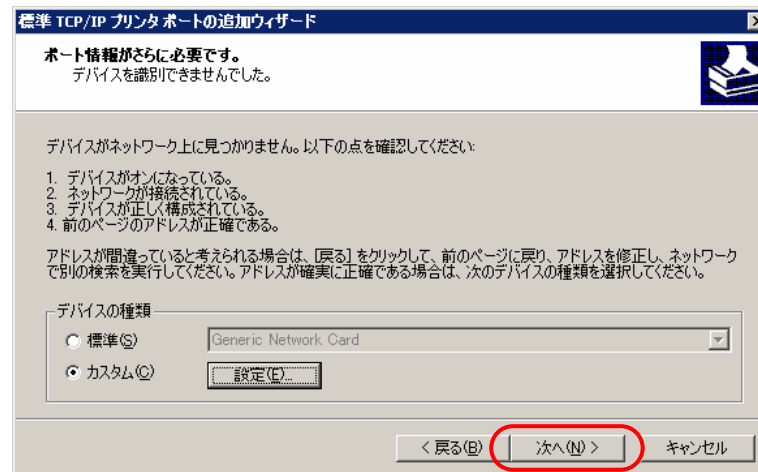 標準 TCP/IP プリンタ ポートの追加ウィザード
ポート情報がさらに必要です。
デバイスを識別できませんでした。
デバイスがネットワーク上に見つかりません。以下の点を確認してください:
1. デバイスがオンになっている。
2. ネットワークが接続されている。
3. デバイスが正しく構成されている。
4. 前のページのアドレスが正確である。
アドレスが間違っていると考えられる場合は、[戻る] をクリックして、前のページに戻り、アドレスを修正し、ネットワーク
で別の検索を実行してください。アドレスが確実に正確である場合は、次のデバイスの種類を選択してください。
デバイスの種類
標準(S) Generic Network Card
カスタム(C) 設定(E)...
< 戻る(B) 次へ(N) > キャンセル